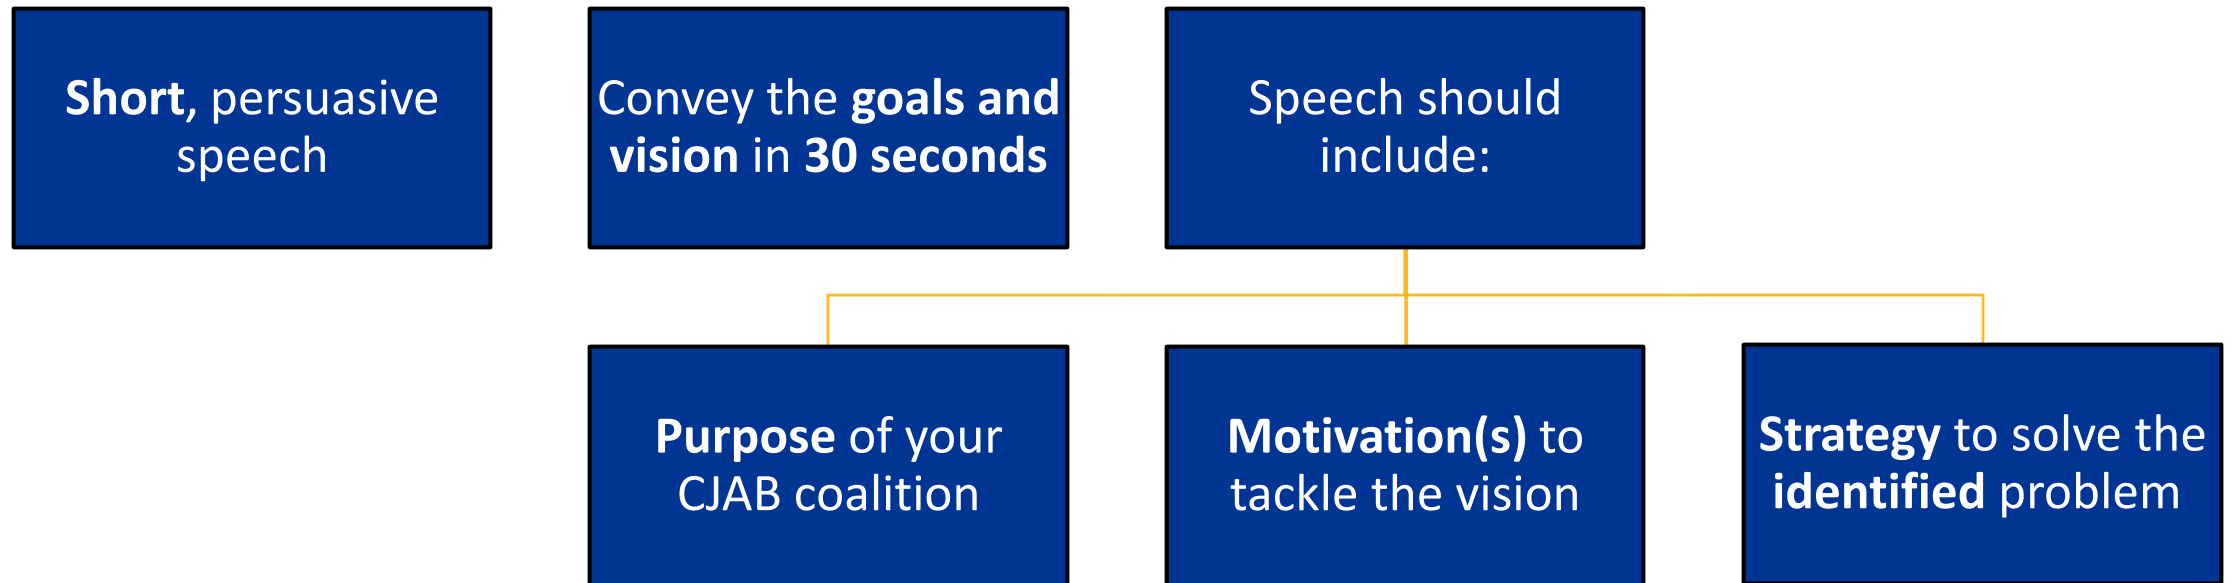 Short, persuasive
speech
Convey the goals and
vision in 30 seconds
Speech should
include:
Purpose of your
CJAB coalition
Motivation(s) to
tackle the vision
Strategy to solve the
identified problem